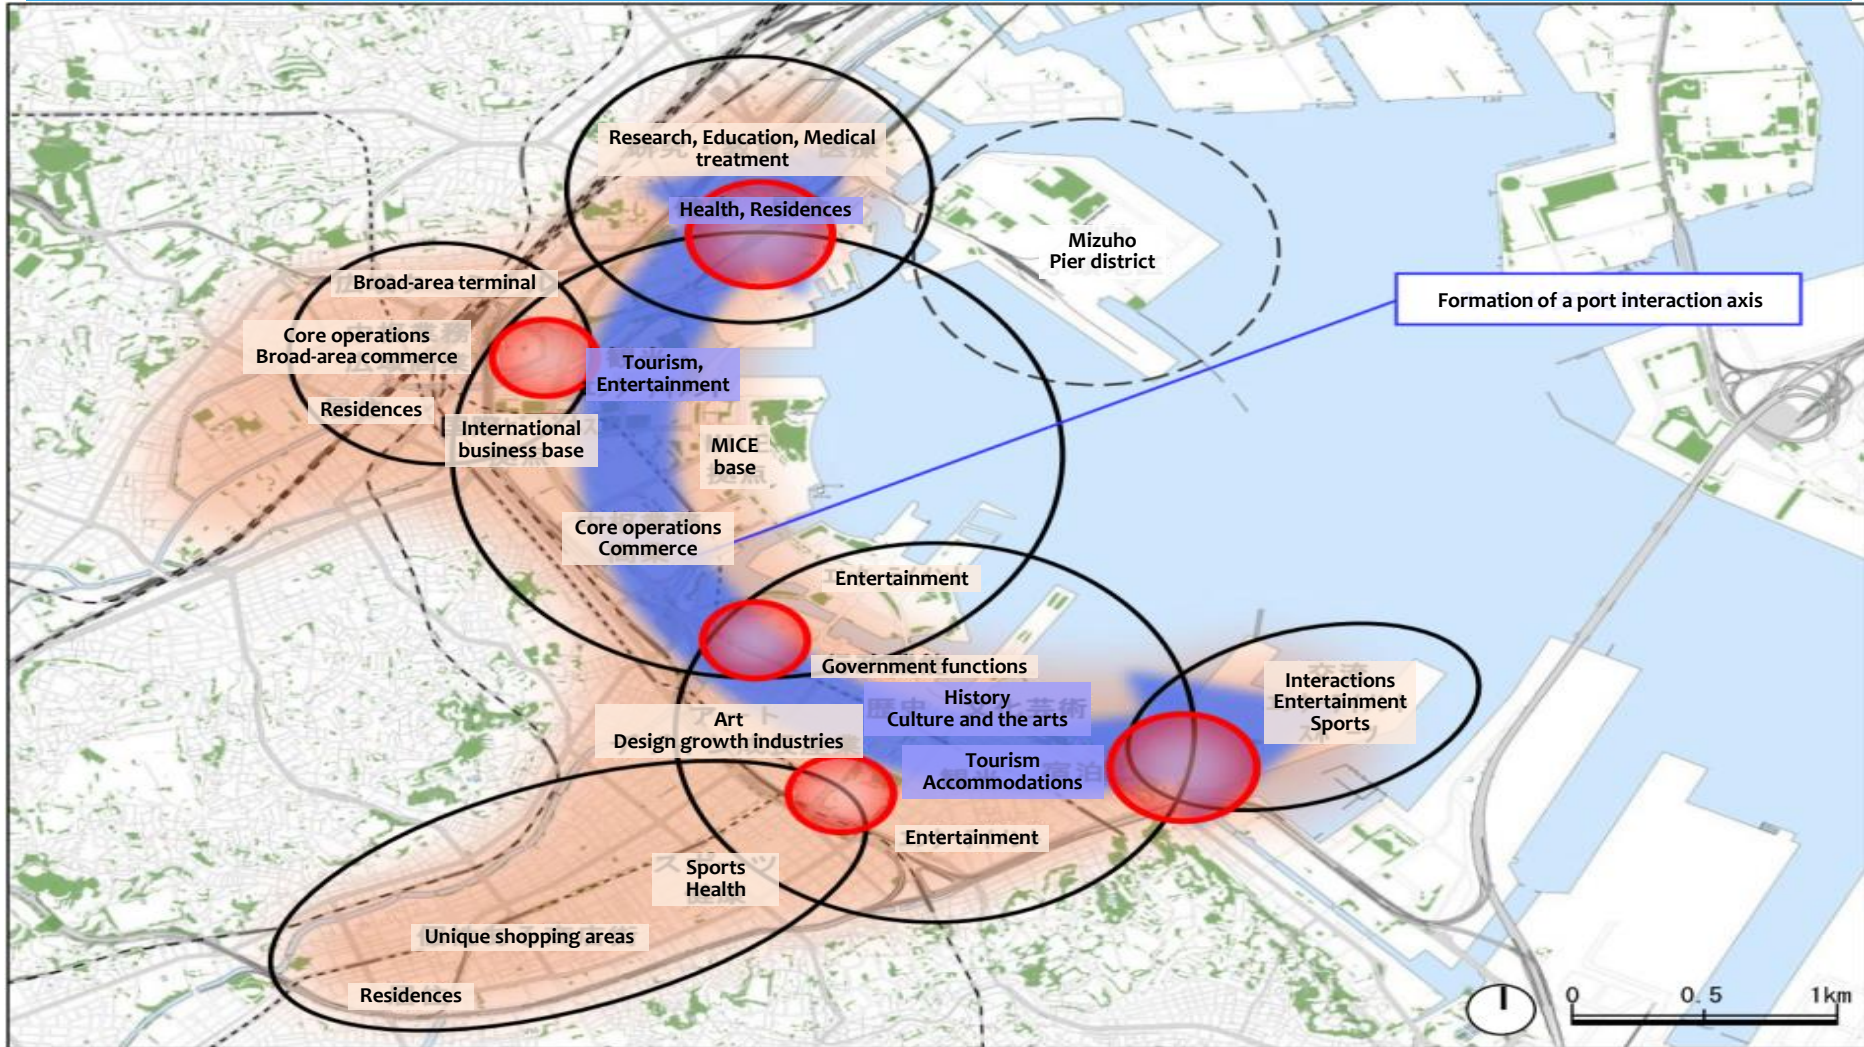 Research, Education, Medical
treatment
Health, Residences
Mizuho
Pier district
Broad-area terminal
Formation of a port interaction axis
Core operations
Broad-area commerce
Tourism,
Entertainment
Residences
International
business base
MICE
base
Core operations
Commerce
Entertainment
Government functions
Interactions
Entertainment
Sports
History
Culture and the arts
Art
Design growth industries
Tourism
Accommodations
Entertainment
Sports
Health
Unique shopping areas
Residences
0 0.5 1km